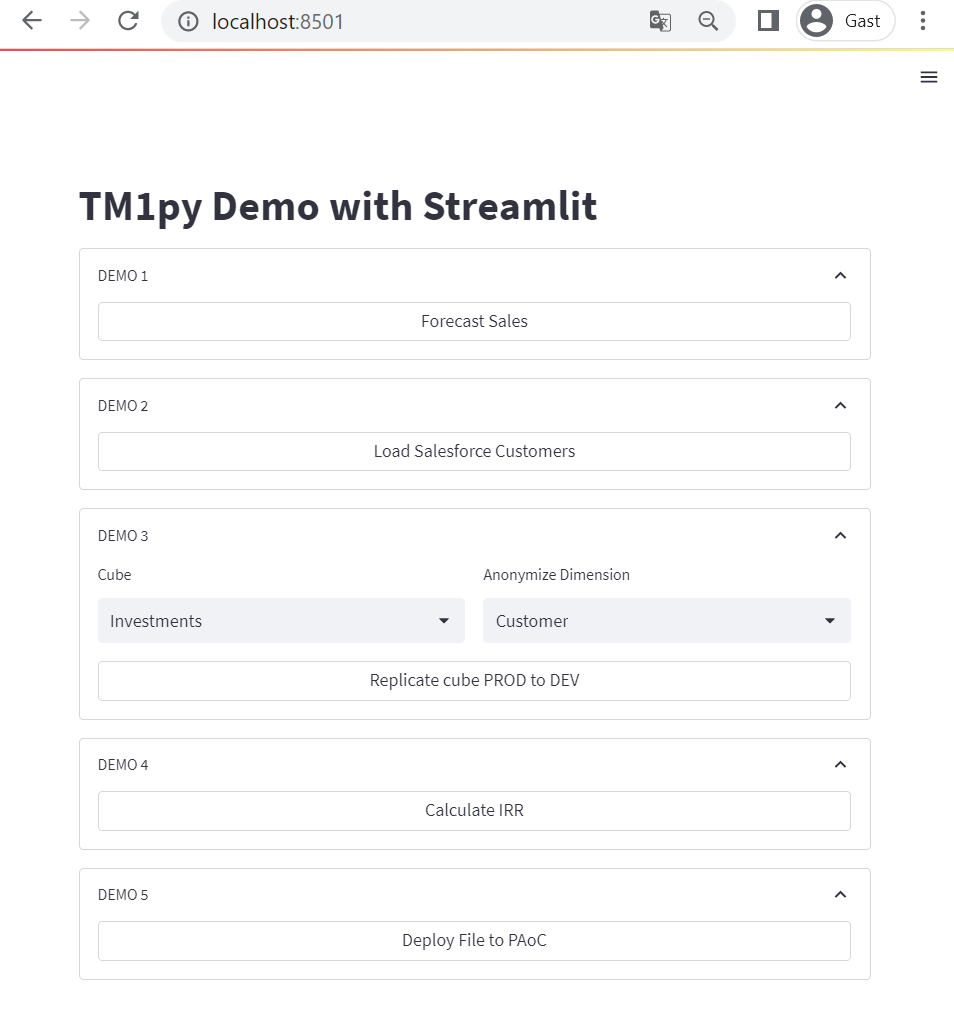 localhost:8501
Gast
TM1py Demo with Streamlit
DEMO 1
Forecast Sales
DEMO 2
Load Salesforce Customers
DEMO 3
Cube Anonymize Dimension
Investments Customer
Replicate cube PROD to DEV
DEMO 4
Calculate IRR
DEMO 5
Deploy File to PAoC